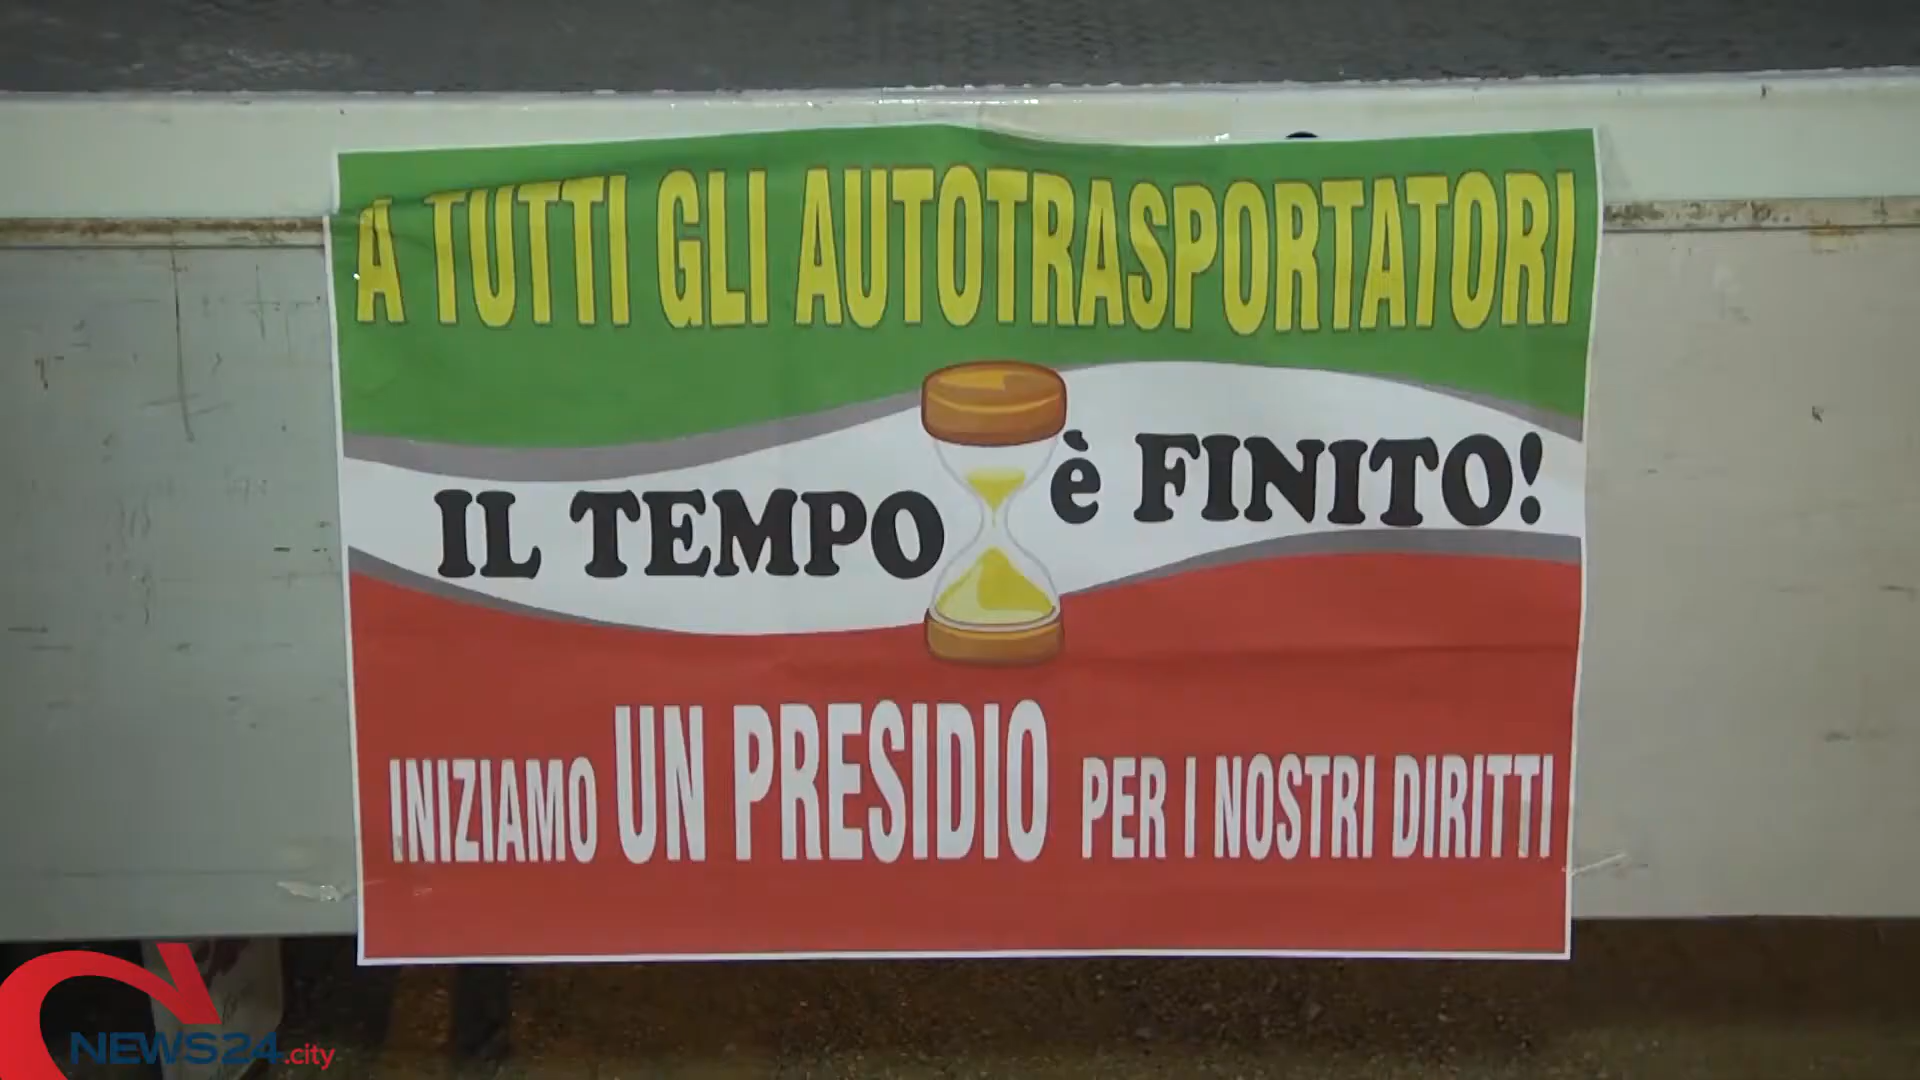 A TUTTI GLI AUTOTRASPORTATORI
IL TEMPO è FINITO!
INIZIAMO UN PRESIDIO PER I NOSTRI DIRITTI
NEWS24.city